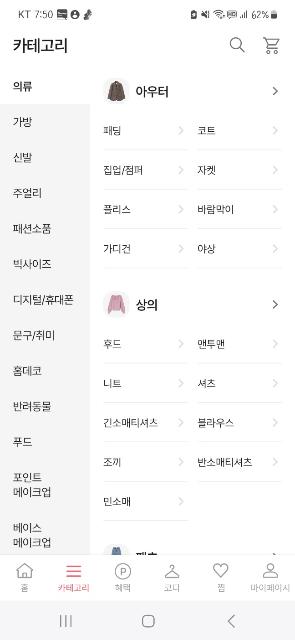 KT 7:50 62%
카테고리
의류
가방
신발
주얼리
패션소품
빅사이즈
디지털/휴대폰
문구/취미
홈데코
반려동물
푸드
포인트
메이크업
베이스
메이크업
아우터
패딩 코트
집업/점퍼 자켓
플리스 바람막이
가디건 야상
상의
후드 맨투맨
니트 셔츠
긴소매티셔츠 블라우스
조끼 반소매티셔츠
민소매
홈 카테고리 혜택 코디 찜 마이페이지